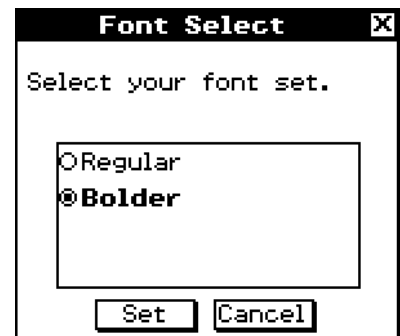 Font Select
Select your font set.
Regular
Bolder
Set Cancel